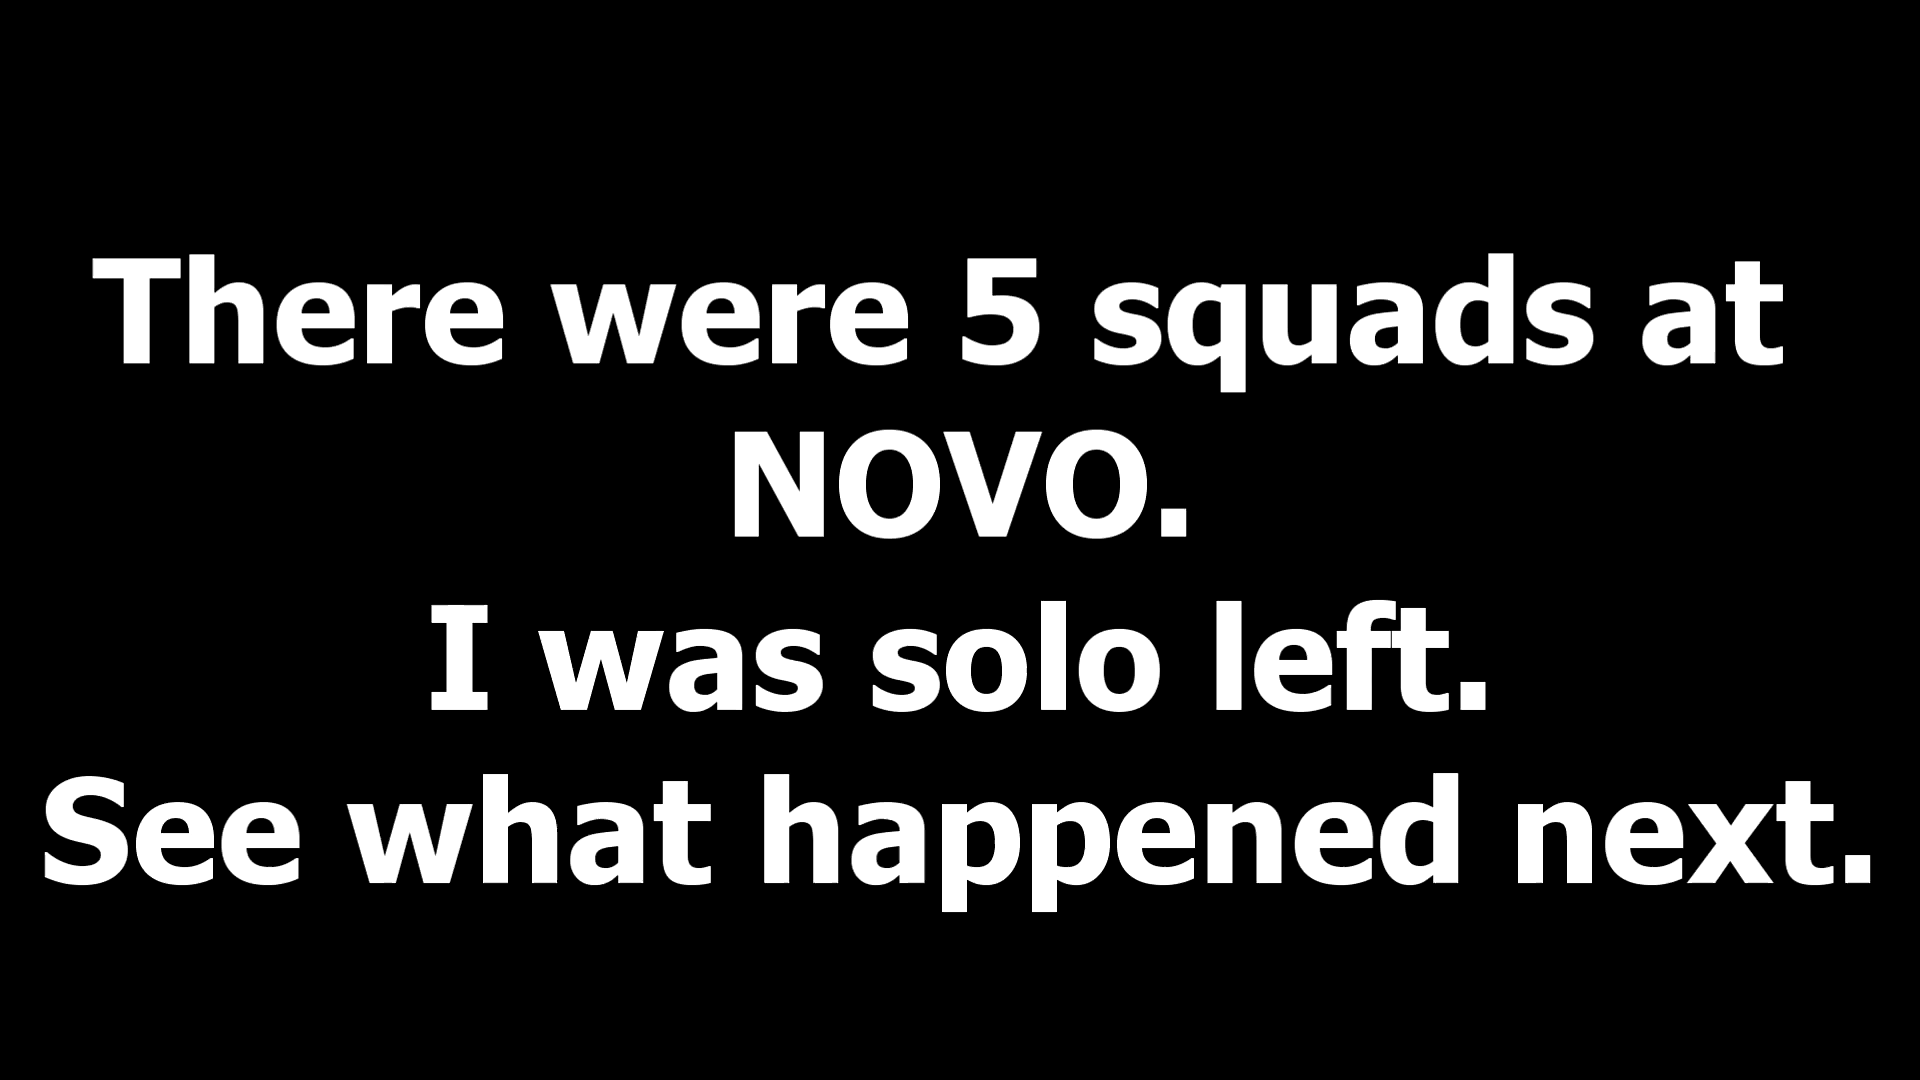 There were 5 squads at
NOVO.
I was solo left.
See what happened next.